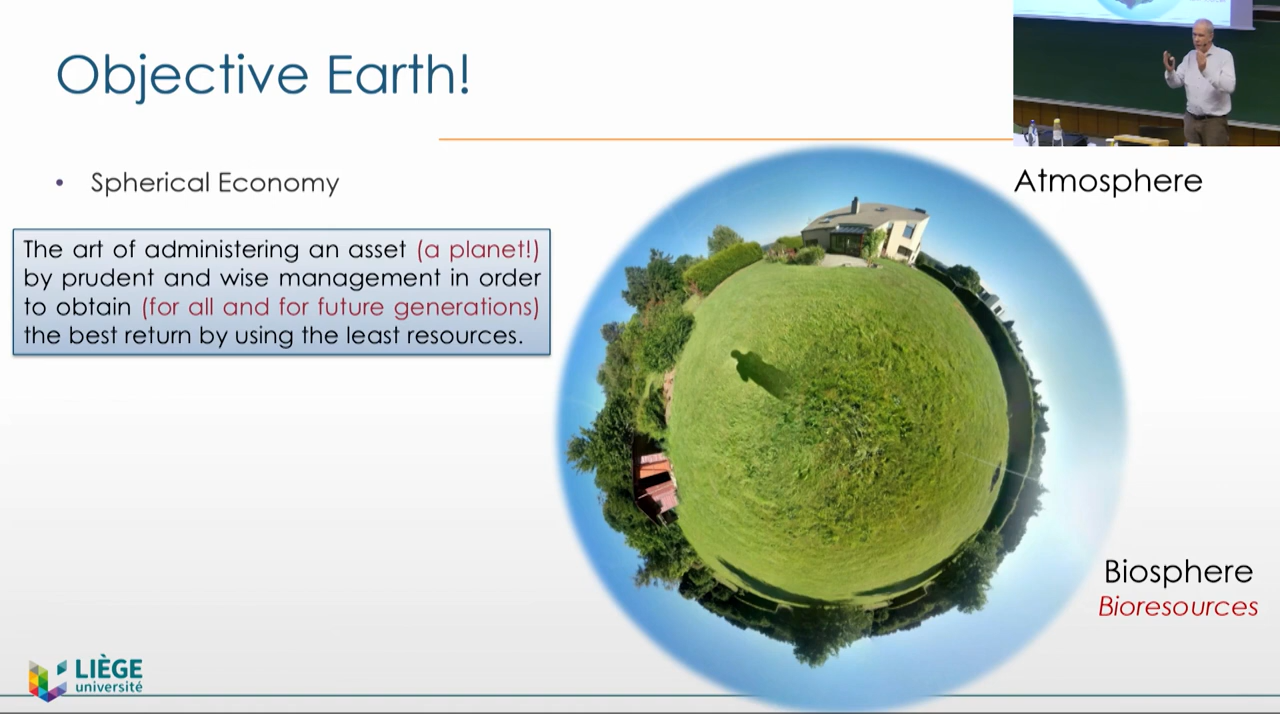 Objective Earth!
• Spherical Economy
The art of administering an asset (a planet!)
by prudent and wise management in order
to obtain (for all and for future generations)
the best return by using the least resources.
Atmosphere
Biosphere
Bioresources
LIÈGE
université